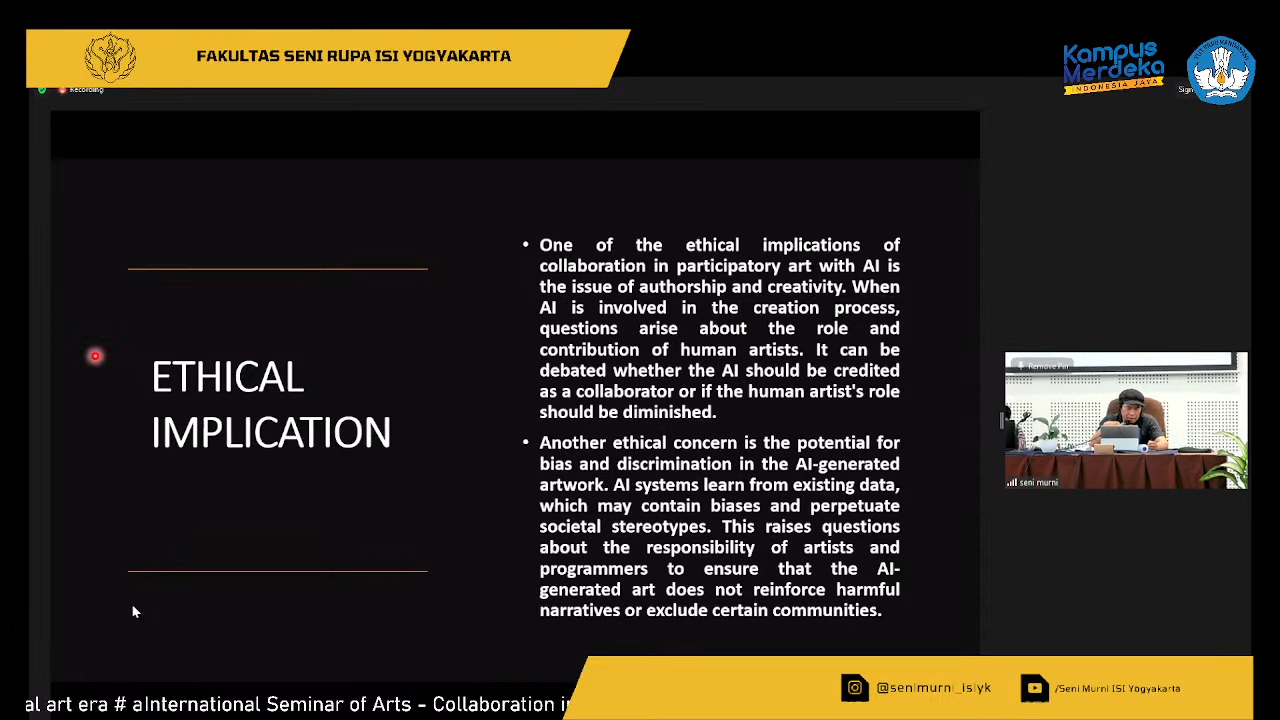 FAKULTAS SENI RUPA ISI YOGYAKARTA
Kampus
Merdeka
INDONESIA JAYA
Recording
Sign
ETHICAL
IMPLICATION
• One of the ethical implications of
collaboration in participatory art with AI is
the issue of authorship and creativity. When
AI is involved in the creation process,
questions arise about the role and
contribution of human artists. It can be
debated whether the AI should be credited
as a collaborator or if the human artist's role
should be diminished.
• Another ethical concern is the potential for
bias and discrimination in the AI-generated
artwork. AI systems learn from existing data,
which may contain biases and perpetuate
societal stereotypes. This raises questions
about the responsibility of artists and
programmers to ensure that the AI-
generated art does not reinforce harmful
narratives or exclude certain communities.
Remove Pin
seni murni
al art era # aInternational Seminar of Arts - Collaboration in
@senimurni_isiyk
/Seni Murni ISI Yogyakarta